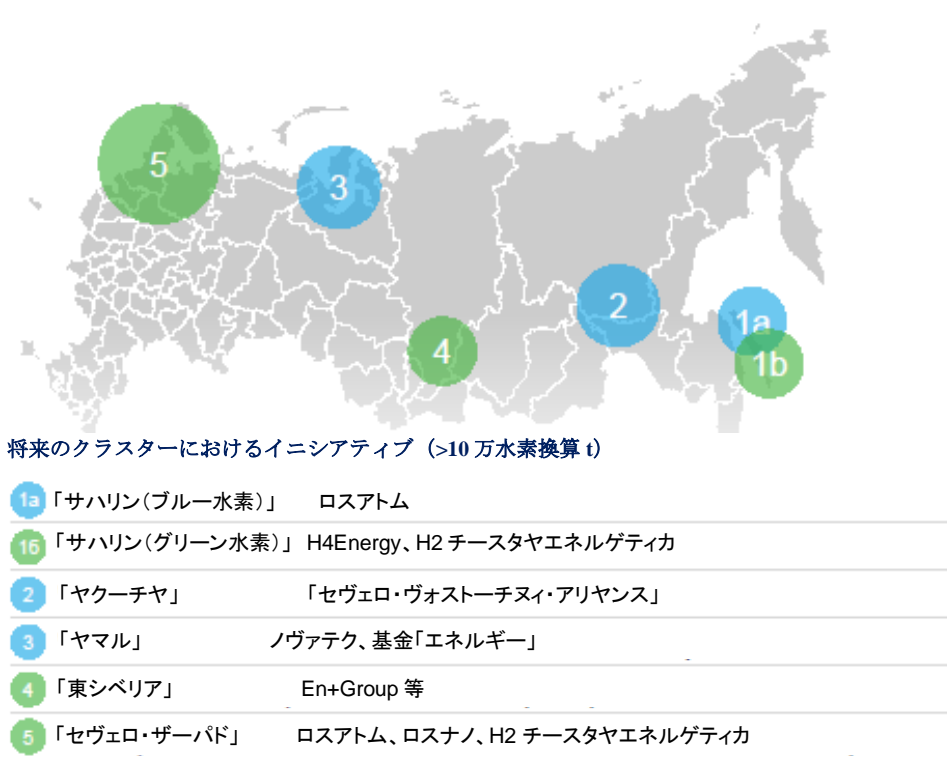 5
3
2
1a
1b
4
将来のクラスターにおけるイニシアティブ（>10 万水素換算 t）
1a 「サハリン（ブルー水素）」 ロスアトム
1б 「サハリン（グリーン水素）」 H4Energy、H2 チースタヤエネルゲティカ
2 「ヤクーチヤ」 「セヴェロ・ヴォストーチヌィ・アリヤンス」
3 「ヤマル」 ノヴァテク、基金「エネルギー」
4 「東シベリア」 En+Group 等
5 「セヴェロ・ザーパド」 ロスアトム、ロスナノ、H2 チースタヤエネルゲティカ